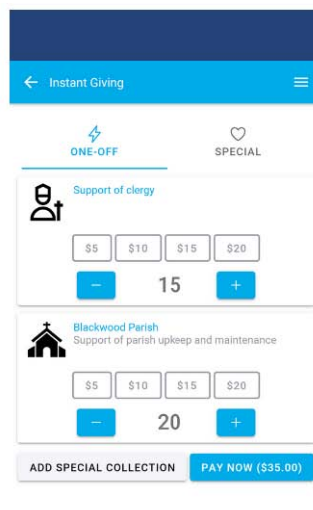 Instant Giving
ONE-OFF
SPECIAL
Support of clergy
$5 $10 $15 $20
− 15 +
Blackwood Parish
Support of parish upkeep and maintenance
$5 $10 $15 $20
− 20 +
ADD SPECIAL COLLECTION
PAY NOW ($35.00)